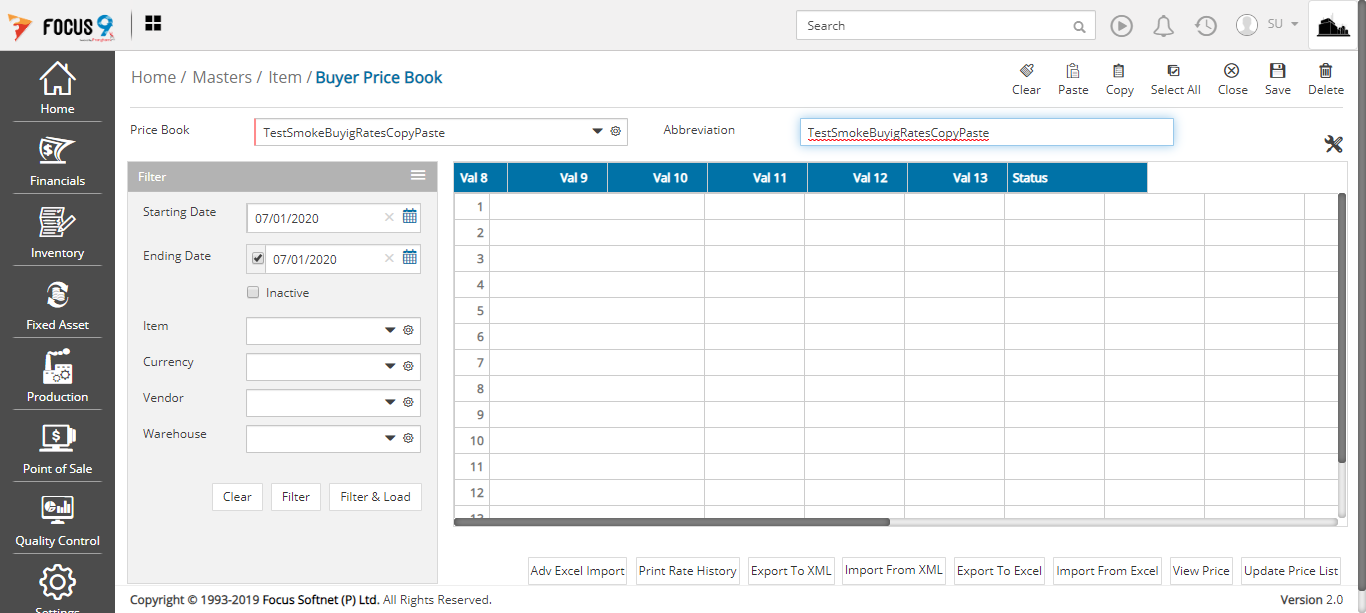 FOCUS 9
Search
SU
Home
Financials
Inventory
Fixed Asset
Production
Point of Sale
Quality Control
Settings
Home / Masters / Item / Buyer Price Book
Clear Paste Copy Select All Close Save Delete
Price Book TestSmokeBuyigRatesCopyPaste Abbreviation TestSmokeBuyigRatesCopyPaste
Filter
Starting Date 07/01/2020
Ending Date 07/01/2020
Inactive
Item
Currency
Vendor
Warehouse
Clear Filter Filter & Load
Val 8 Val 9 Val 10 Val 11 Val 12 Val 13 Status
1
2
3
4
5
6
7
8
9
10
11
12
13
Adv Excel Import Print Rate History Export To XML Import From XML Export To Excel Import From Excel View Price Update Price List
Copyright © 1993-2019 Focus Softnet (P) Ltd. All Rights Reserved. Version 2.0